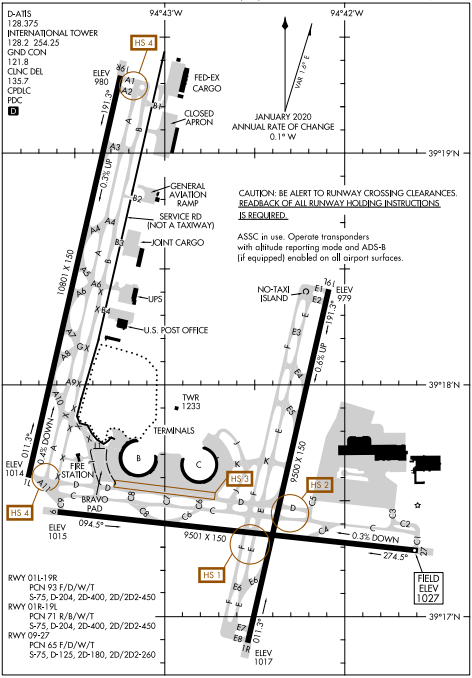 94°43'W
94°42'W
D-ATIS
128.375
INTERNATIONAL TOWER
128.2 254.25
GND CON
121.8
CLNC DEL
135.7
CPDLC
PDC
D
HS 4
ELEV
980
19R
A1
A2
191.3°
B1
FED-EX
CARGO
CLOSED
APRON
VAR 1.6° E
JANUARY 2020
ANNUAL RATE OF CHANGE
0.1° W
A
B
A3
0.3% UP
39°19'N
B2
GENERAL
AVIATION
RAMP
CAUTION: BE ALERT TO RUNWAY CROSSING CLEARANCES.
READBACK OF ALL RUNWAY HOLDING INSTRUCTIONS
IS REQUIRED.
A4
A4
SERVICE RD
(NOT A TAXIWAY)
B3
JOINT CARGO
ASSC in use. Operate transponders
with altitude reporting mode and ADS-B
(if equipped) enabled on all airport surfaces.
10801 X 150
A5
A6
A6
X
B4
UPS
NO-TAXI
ISLAND
E1
E2
19L
ELEV
979
191.3°
U.S. POST OFFICE
A7
A8
G
X
F
E3
E
0.6% UP
E4
39°18'N
A9
X
A10
TWR
1233
E5
9500 X 150
TERMINALS
011.3°
0.4% DOWN
B
C
J
K
K
ELEV
1014
1L
A11
FIRE
STATION
HS 3
HS 2
D
C5
HS 4
BRAVO
PAD
C9
C8
C7
C6
C8
C6
6
ELEV
1015
094.5°
9501 X 150
C4
0.3% DOWN
C3
C2
C1
27
274.5°
HS 1
FIELD
ELEV
1027
E6
E6
E7
E8
1R
011.3°
ELEV
1017
39°17'N
RWY 01L-19R
PCN 93 F/D/W/T
S-75, D-204, 2D-400, 2D/2D2-450
RWY 01R-19L
PCN 71 R/B/W/T
S-75, D-204, 2D-400, 2D/2D2-450
RWY 09-27
PCN 65 F/D/W/T
S-75, D-125, 2D-180, 2D/2D2-260